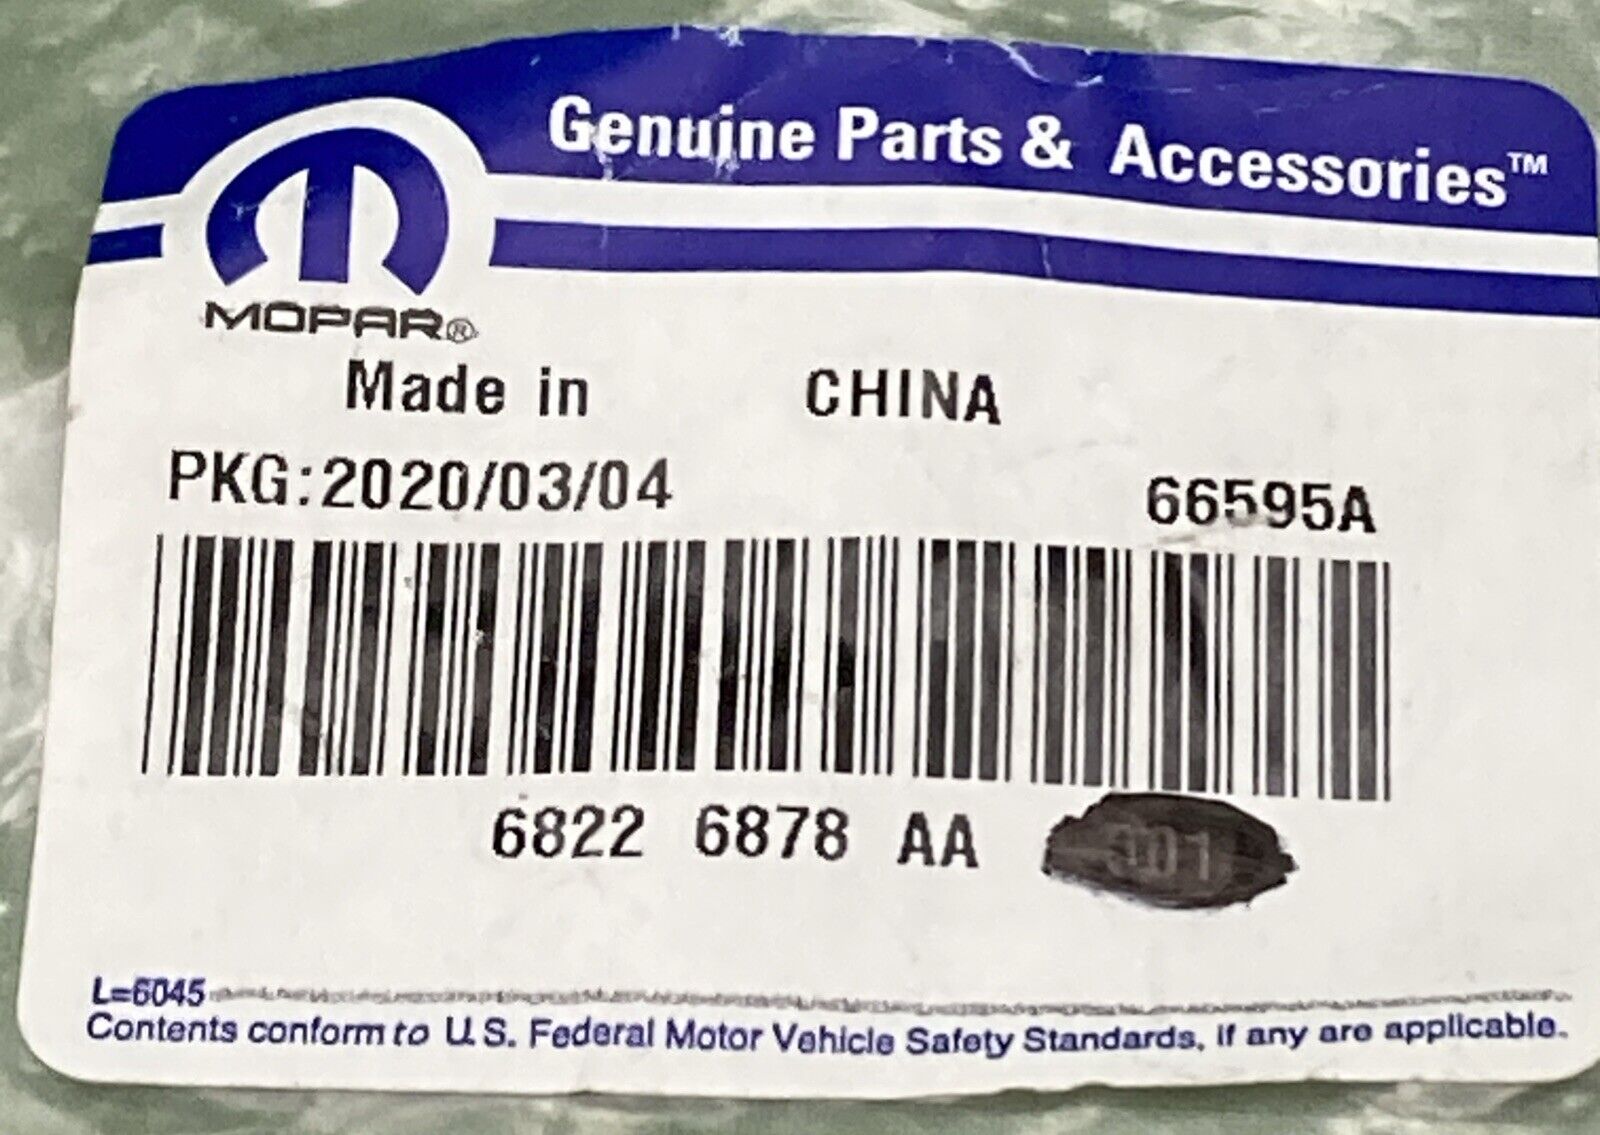 Genuine Parts & Accessories™
MOPAR®
Made in CHINA
PKG:2020/03/04 66595A
6822 6878 AA 301
L=6045
Contents conform to U.S. Federal Motor Vehicle Safety Standards, if any are applicable.